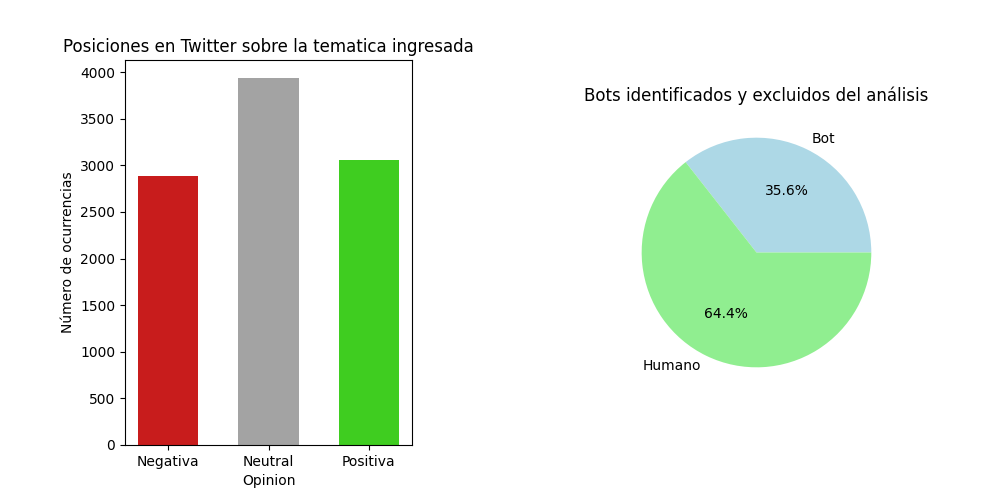 Posiciones en Twitter sobre la tematica ingresada
4000
3500
3000
2500
2000
1500
1000
500
0
Número de ocurrencias
Negativa
Neutral
Positiva
Opinion
Bots identificados y excluidos del análisis
Bot
35.6%
64.4%
Humano